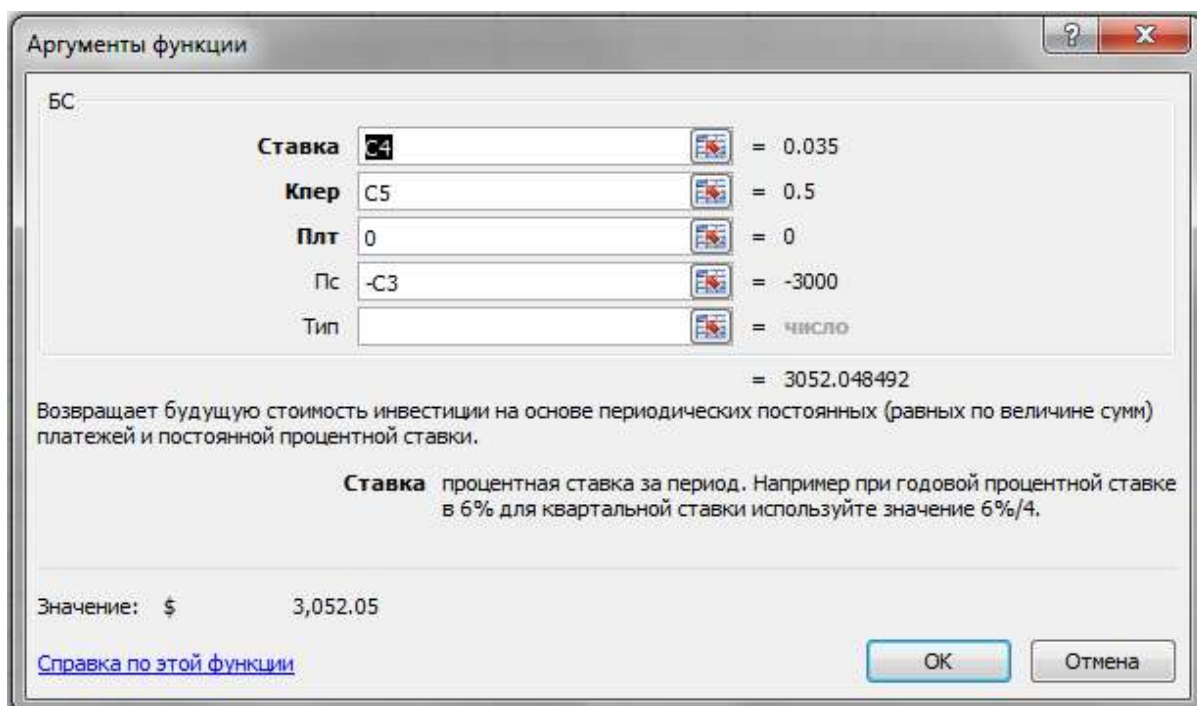 Аргументы функции
БС
Ставка C4 = 0.035
Кпер C5 = 0.5
Плт 0 = 0
Пс -C3 = -3000
Тип = число
= 3052.048492
Возвращает будущую стоимость инвестиции на основе периодических постоянных (равных по величине сумм)
платежей и постоянной процентной ставки.
Ставка процентная ставка за период. Например при годовой процентной ставке
в 6% для квартальной ставки используйте значение 6%/4.
Значение: $ 3,052.05
Справка по этой функции
ОК Отмена